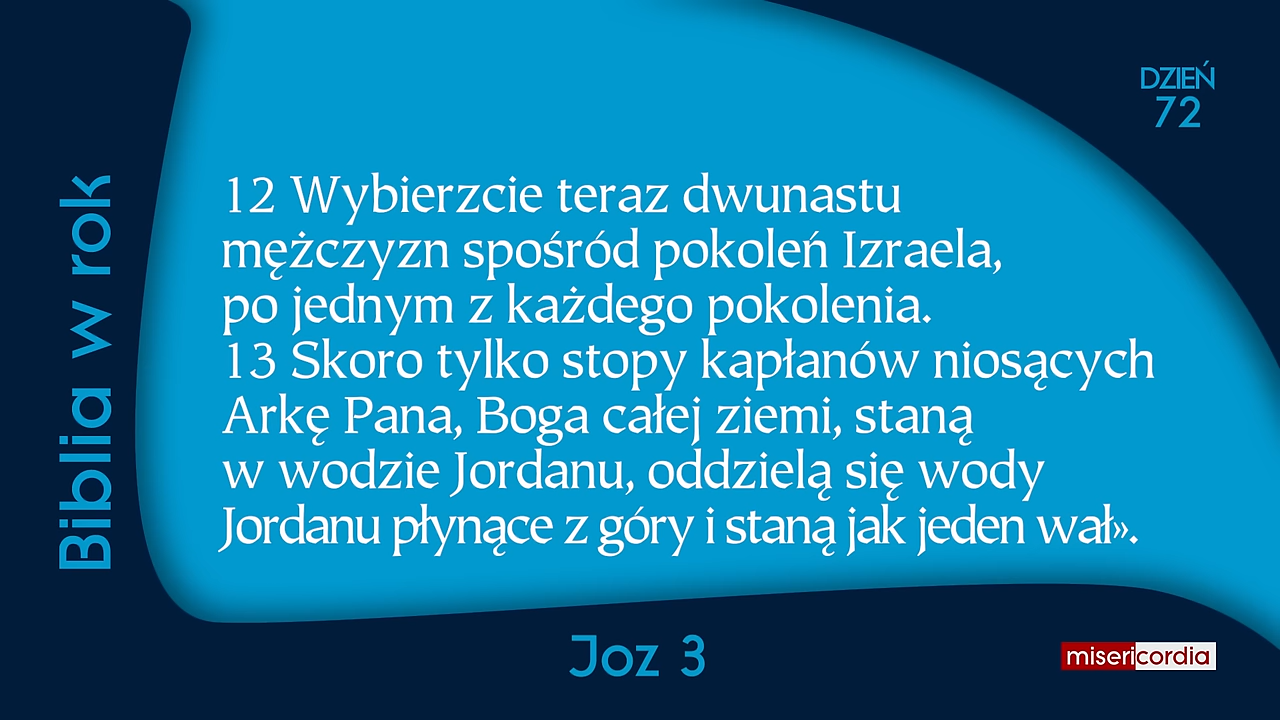 DZIEŃ
72
Biblia w rok
12 Wybierzcie teraz dwunastu
mężczyzn spośród pokoleń Izraela,
po jednym z każdego pokolenia.
13 Skoro tylko stopy kapłanów niosących
Arkę Pana, Boga całej ziemi, staną
w wodzie Jordanu, oddzielą się wody
Jordanu płynące z góry i staną jak jeden wał».
Joz 3
misericordia